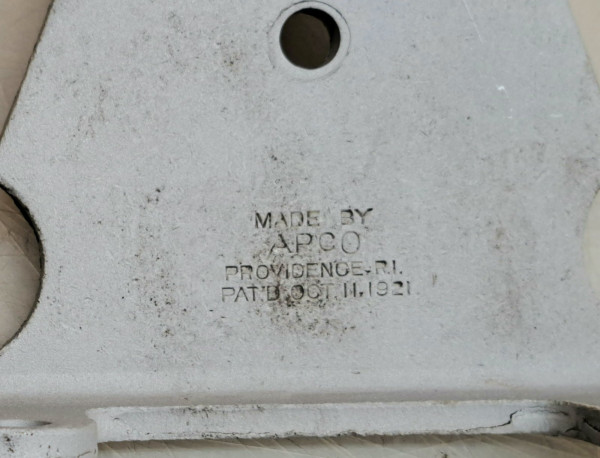 MADE BY
APCO
PROVIDENCE, R.I.
PAT'D OCT. 11, 1921